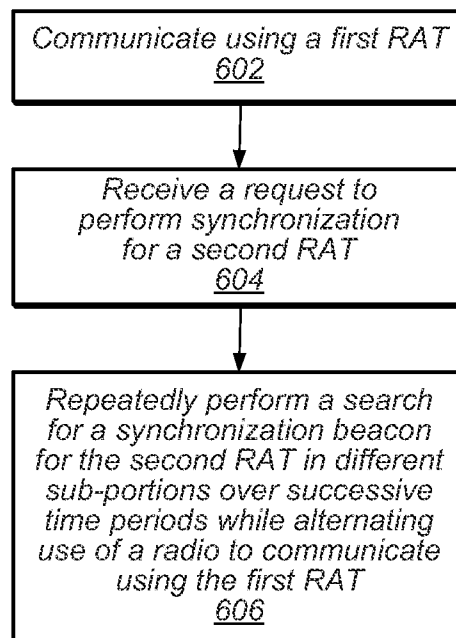 Communicate using a first RAT
602
Receive a request to
perform synchronization
for a second RAT
604
Repeatedly perform a search
for a synchronization beacon
for the second RAT in different
sub-portions over successive
time periods while alternating
use of a radio to communicate
using the first RAT
606